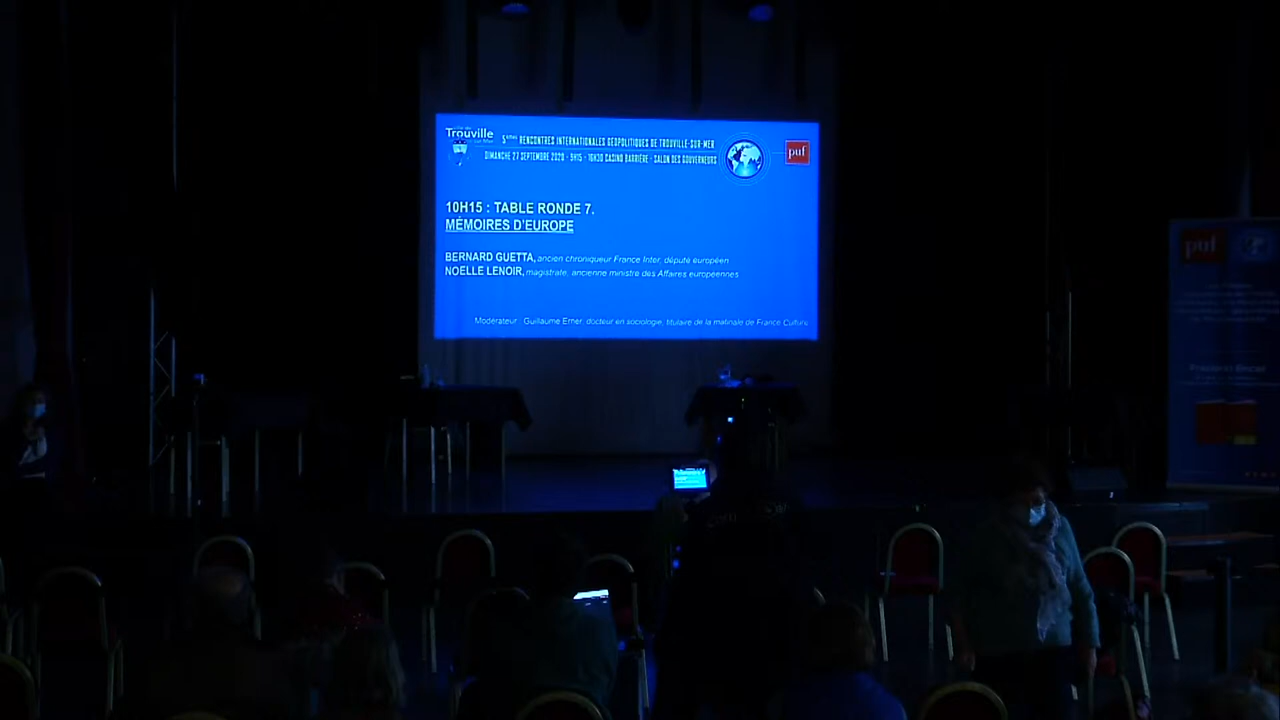 Trouville
5èmes RENCONTRES INTERNATIONALES GÉOPOLITIQUES DE TROUVILLE-SUR-MER
DIMANCHE 27 SEPTEMBRE 2020 - 9H15 - 16H30 CASINO BARRIÈRE - SALON DES GOUVERNEURS
puf
10H15 : TABLE RONDE 7.
MÉMOIRES D'EUROPE
BERNARD GUETTA, ancien chroniqueur France Inter, député européen
NOELLE LENOIR, magistrate, ancienne ministre des Affaires européennes
Modérateur : Guillaume Erner, docteur en sociologie, titulaire de la matinale de France Culture
puf